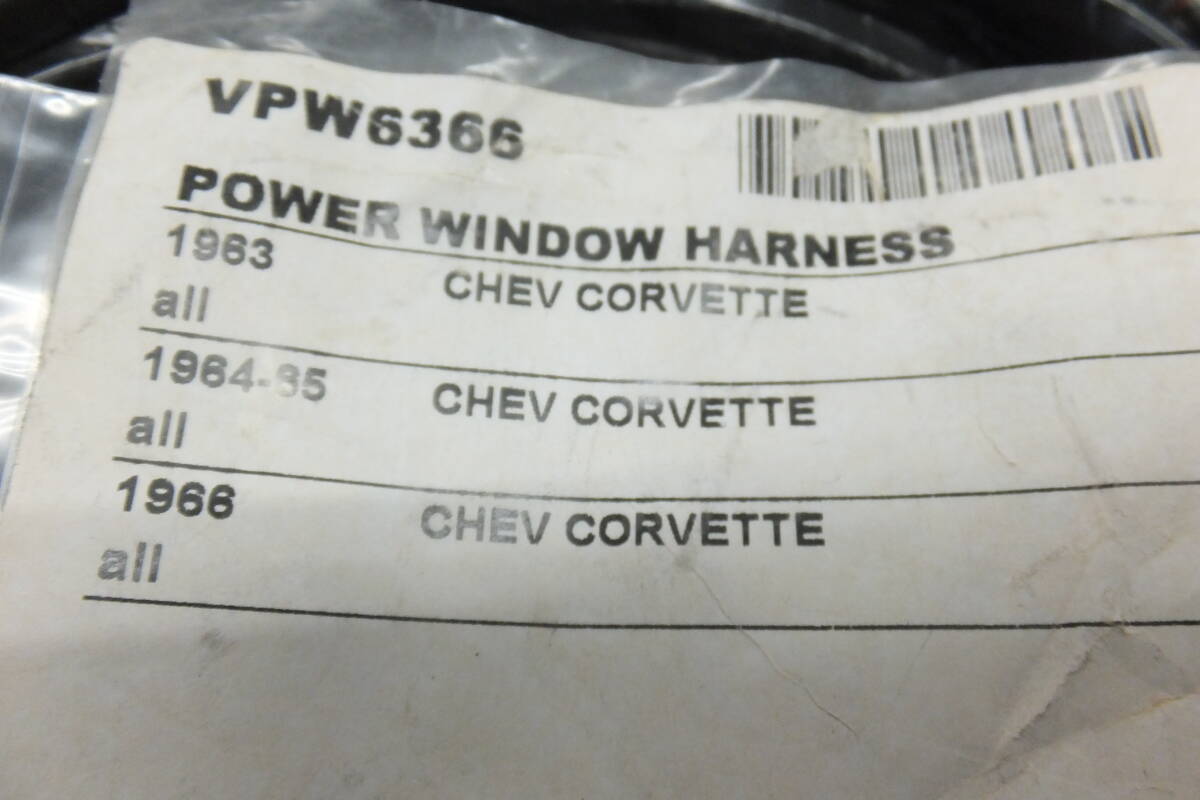 VPW6366
POWER WINDOW HARNESS
1963 CHEV CORVETTE
all
1964-65 CHEV CORVETTE
all
1966 CHEV CORVETTE
all